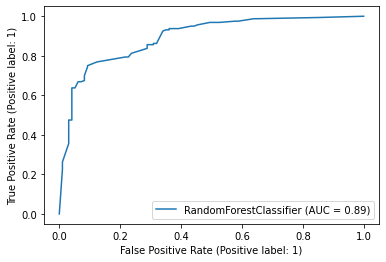 True Positive Rate (Positive label: 1)
1.0
0.8
0.6
0.4
0.2
0.0
RandomForestClassifier (AUC = 0.89)
0.0 0.2 0.4 0.6 0.8 1.0
False Positive Rate (Positive label: 1)